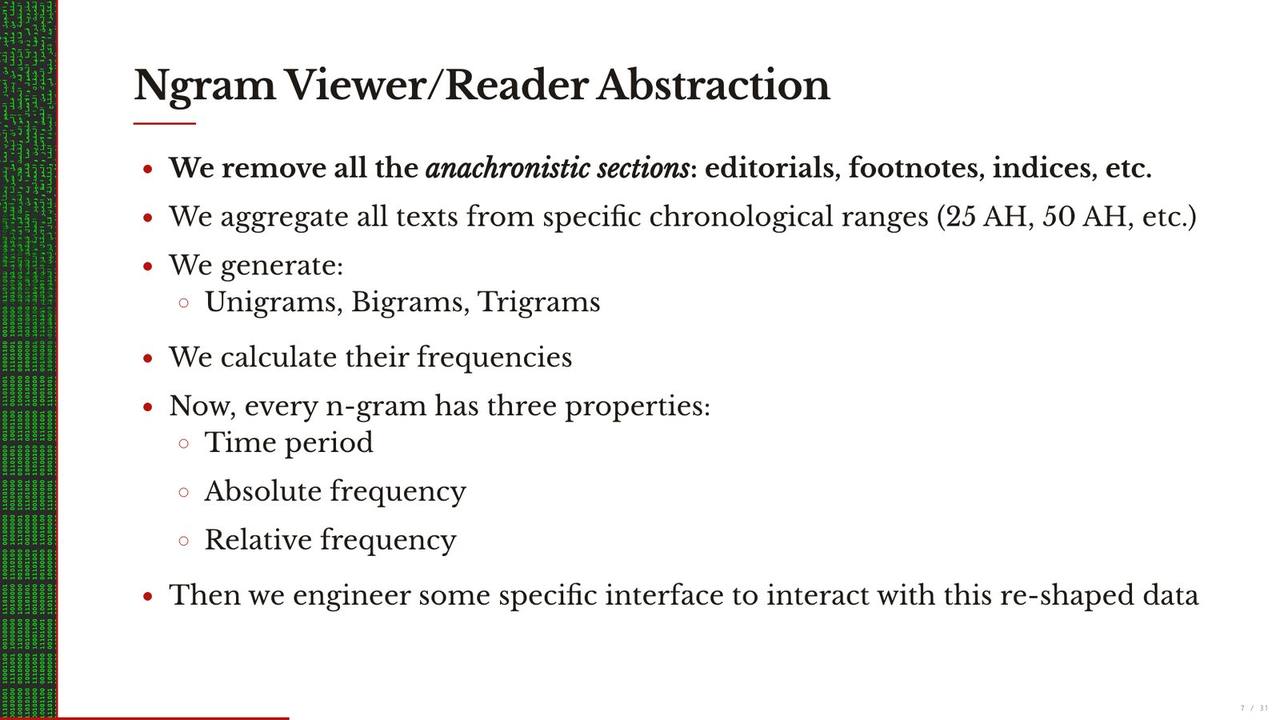 Ngram Viewer/Reader Abstraction
• We remove all the anachronistic sections: editorials, footnotes, indices, etc.
• We aggregate all texts from specific chronological ranges (25 AH, 50 AH, etc.)
• We generate:
○ Unigrams, Bigrams, Trigrams
• We calculate their frequencies
• Now, every n-gram has three properties:
○ Time period
○ Absolute frequency
○ Relative frequency
• Then we engineer some specific interface to interact with this re-shaped data
7 / 31